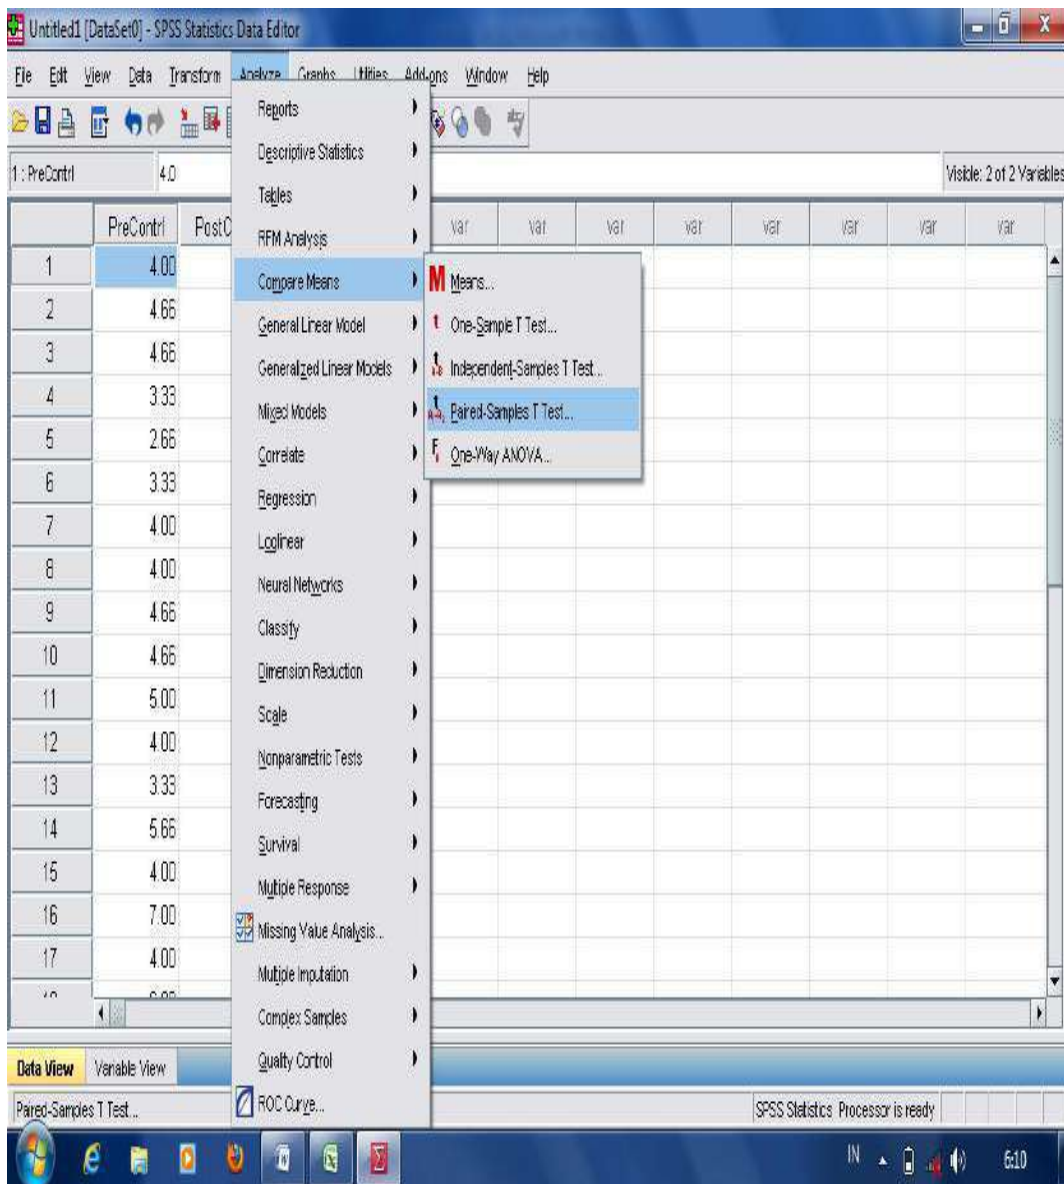 Untitled1 [DataSet0] - SPSS Statistics Data Editor
File Edit View Data Transform Analyze Graphs Utilities Add-ons Window Help
1 : PreContrl 4.0 Visible: 2 of 2 Variables
PreContrl PostC var var var var var var var var
1 4.00
2 4.66
3 4.66
4 3.33
5 2.66
6 3.33
7 4.00
8 4.00
9 4.66
10 4.66
11 5.00
12 4.00
13 3.33
14 5.66
15 4.00
16 7.00
17 4.00
Reports
Descriptive Statistics
Tables
RFM Analysis
Compare Means
General Linear Model
Generalized Linear Models
Mixed Models
Correlate
Regression
Loglinear
Neural Networks
Classify
Dimension Reduction
Scale
Nonparametric Tests
Forecasting
Survival
Multiple Response
Missing Value Analysis...
Multiple Imputation
Complex Samples
Quality Control
ROC Curve...
M Means...
t One-Sample T Test...
Independent-Samples T Test...
Paired-Samples T Test...
One-Way ANOVA...
Data View Variable View
Paired-Samples T Test... SPSS Statistics Processor is ready
IN 6:10